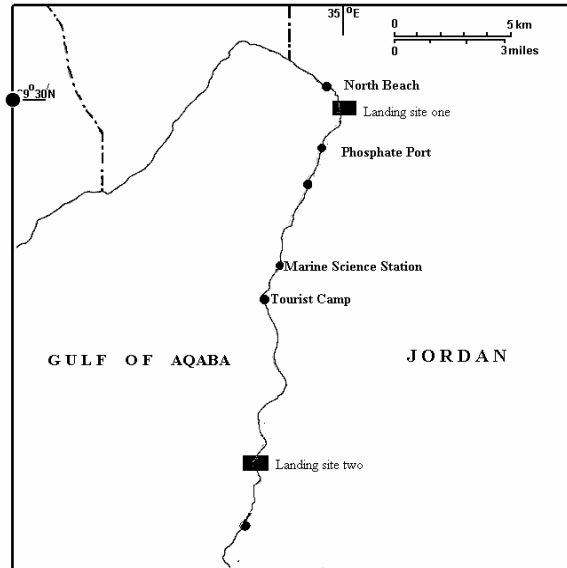 35 °E
0 5 km
0 3 miles
North Beach
29°30'N
Landing site one
Phosphate Port
Marine Science Station
Tourist Camp
GULF OF AQABA
JORDAN
Landing site two